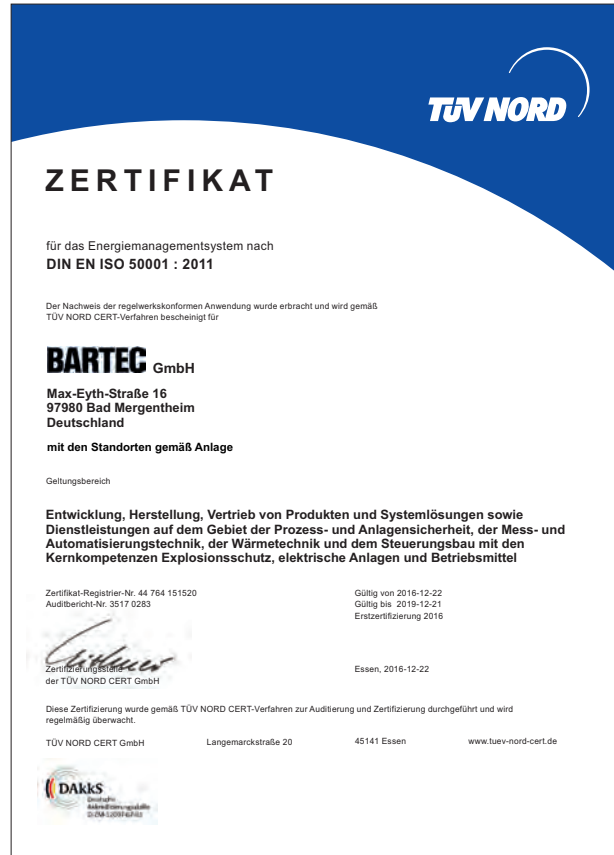 TÜV NORD
ZERTIFIKAT
für das Energiemanagementsystem nach
DIN EN ISO 50001 : 2011
Der Nachweis der regelwerkskonformen Anwendung wurde erbracht und wird gemäß
TÜV NORD CERT-Verfahren bescheinigt für
BARTEC GmbH
Max-Eyth-Straße 16
97980 Bad Mergentheim
Deutschland
mit den Standorten gemäß Anlage
Geltungsbereich
Entwicklung, Herstellung, Vertrieb von Produkten und Systemlösungen sowie
Dienstleistungen auf dem Gebiet der Prozess- und Anlagensicherheit, der Mess- und
Automatisierungstechnik, der Wärmetechnik und dem Steuerungsbau mit den
Kernkompetenzen Explosionsschutz, elektrische Anlagen und Betriebsmittel
Zertifikat-Registrier-Nr. 44 764 151520
Auditbericht-Nr. 3517 0283
Gültig von 2016-12-22
Gültig bis 2019-12-21
Erstzertifizierung 2016
Zertifizierungsstelle
der TÜV NORD CERT GmbH
Essen, 2016-12-22
Diese Zertifizierung wurde gemäß TÜV NORD CERT-Verfahren zur Auditierung und Zertifizierung durchgeführt und wird
regelmäßig überwacht.
TÜV NORD CERT GmbH Langemarckstraße 20 45141 Essen www.tuev-nord-cert.de
DAkkS
Deutsche
Akkreditierungsstelle